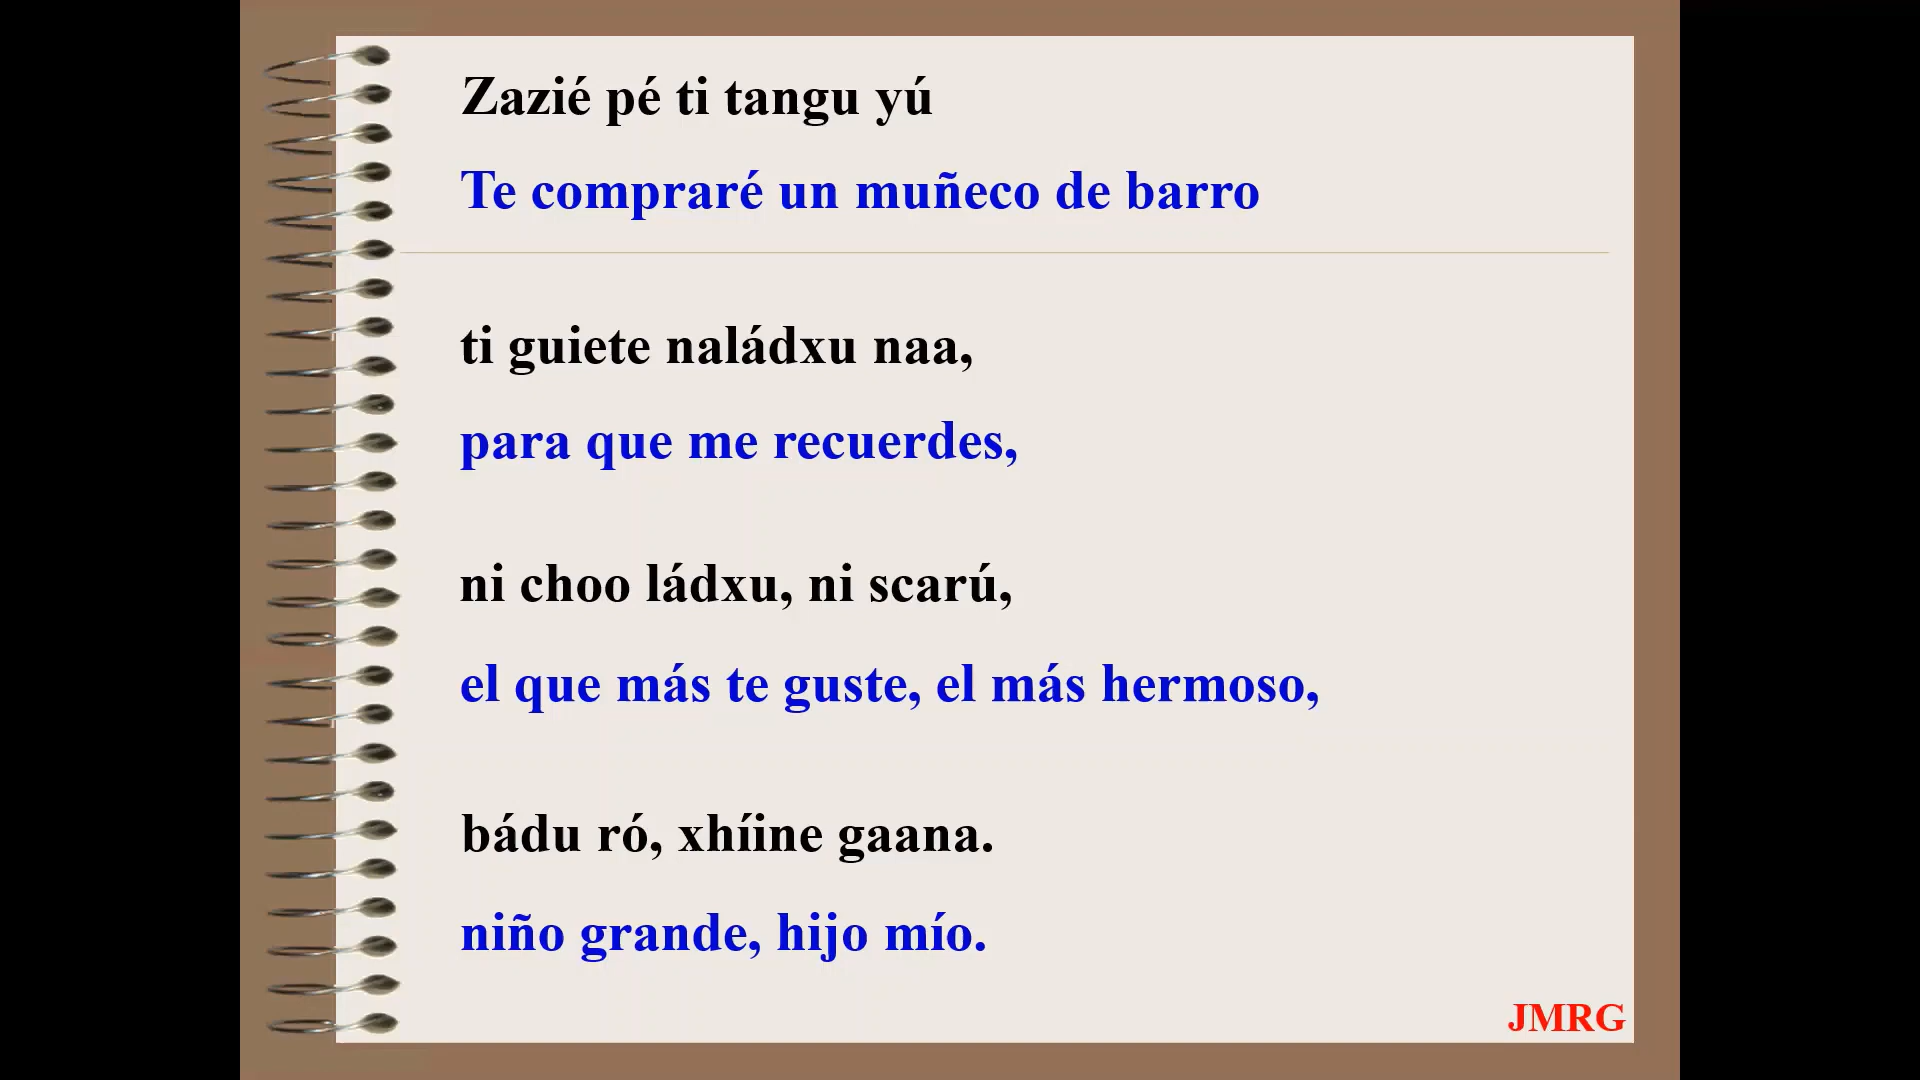 Zazié pé ti tangu yú
Te compraré un muñeco de barro
ti guiete naládxu naa,
para que me recuerdes,
ni choo ládxu, ni scarú,
el que más te guste, el más hermoso,
bádu ró, xhíine gaana.
niño grande, hijo mío.
JMRG